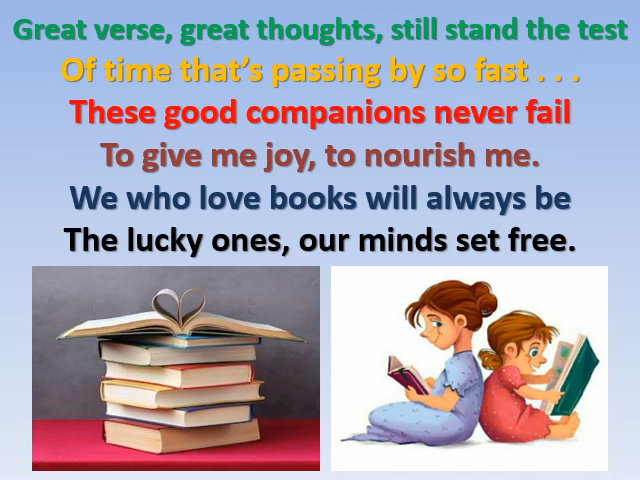 Great verse, great thoughts, still stand the test
Of time that’s passing by so fast . . .
These good companions never fail
To give me joy, to nourish me.
We who love books will always be
The lucky ones, our minds set free.